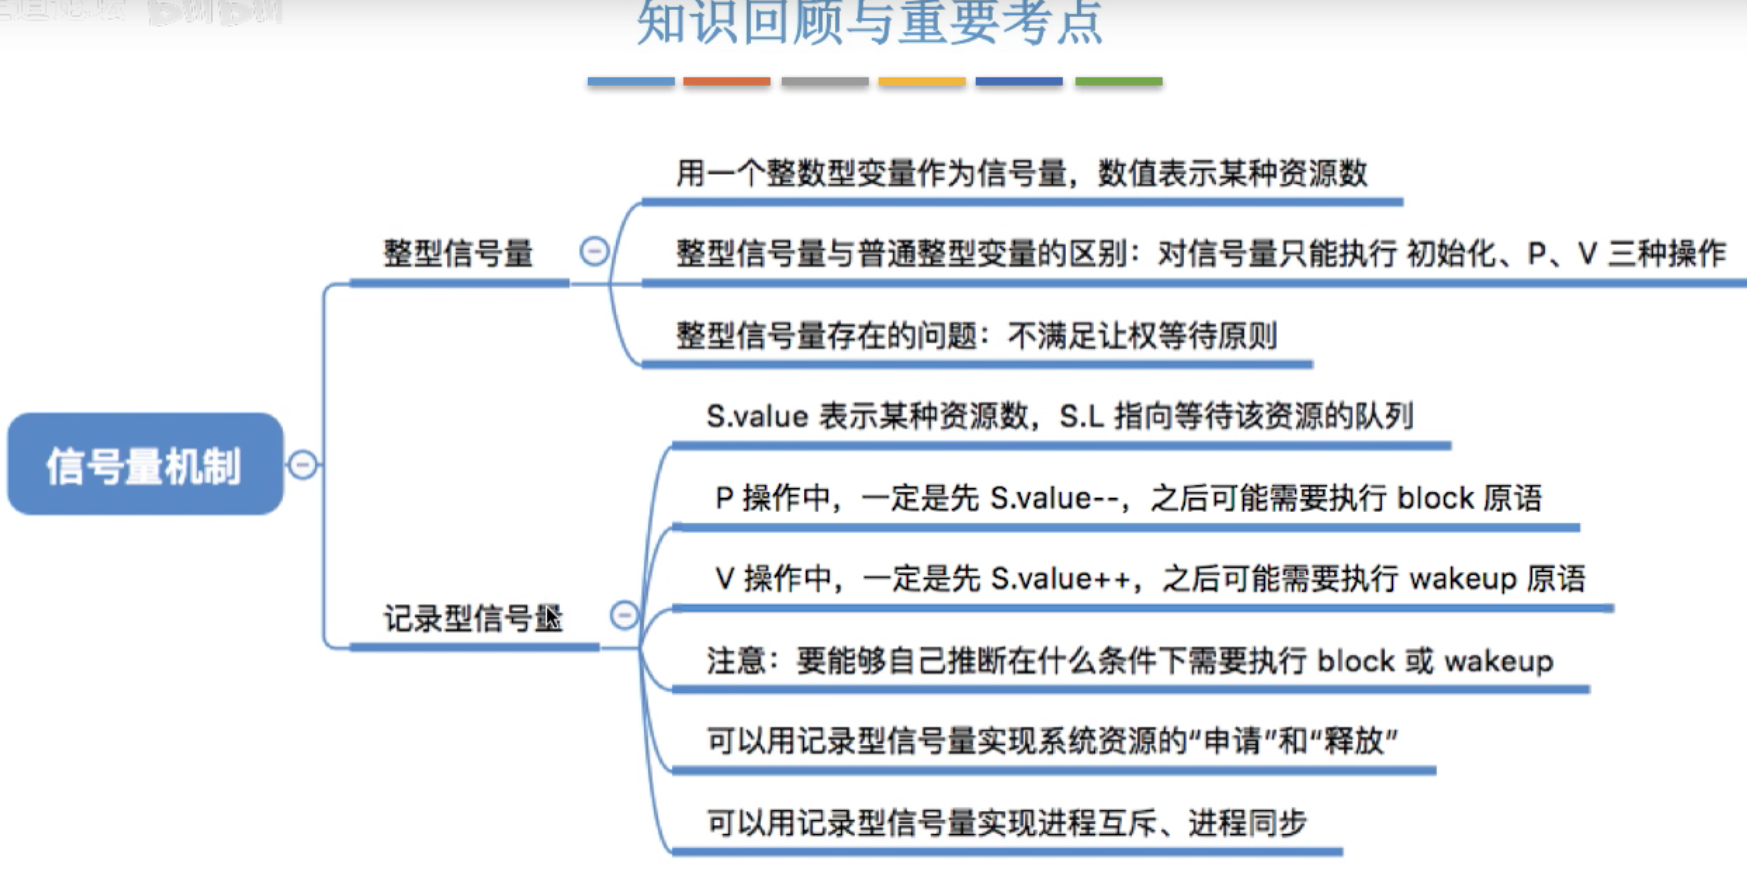 知识回顾与重要考点
用一个整数型变量作为信号量，数值表示某种资源数
整型信号量
整型信号量与普通整型变量的区别：对信号量只能执行 初始化、P、V 三种操作
整型信号量存在的问题：不满足让权等待原则
信号量机制
S.value 表示某种资源数，S.L 指向等待该资源的队列
P 操作中，一定是先 S.value--，之后可能需要执行 block 原语
V 操作中，一定是先 S.value++，之后可能需要执行 wakeup 原语
记录型信号量
注意：要能够自己推断在什么条件下需要执行 block 或 wakeup
可以用记录型信号量实现系统资源的“申请”和“释放”
可以用记录型信号量实现进程互斥、进程同步